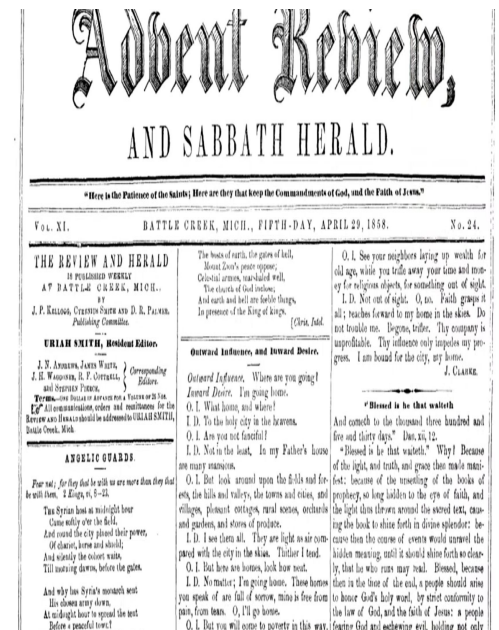 Advent Review,
AND SABBATH HERALD.
"Here is the Patience of the Saints; Here are they that keep the Commandments of God, and the Faith of Jesus."
VOL. XI. BATTLE CREEK, MICH., FIFTH-DAY, APRIL 29, 1858. No. 24.
THE REVIEW AND HERALD
IS PUBLISHED WEEKLY
AT BATTLE CREEK, MICH.,
BY
J. P. KELLOGG, CYRENIUS SMITH AND D. R. PALMER,
Publishing Committee.
URIAH SMITH, Resident Editor.
J. N. ANDREWS, JAMES WHITE,
J. H. WAGGONER, R. F. COTTRELL,
and STEPHEN PIERCE,
Corresponding
Editors.
Terms.—ONE DOLLAR IN ADVANCE FOR A VOLUME OF 26 NOS.
All communications, orders and remittances for the
REVIEW AND HERALD should be addressed to URIAH SMITH,
Battle Creek, Mich.
ANGELIC GUARDS.
Fear not; for they that be with us are more than they that
be with them. 2 Kings, vi, 8-23.
THE Syrian host at midnight hour
Came softly o'er the field,
And round the city placed their power,
Of chariot, horse and shield;
And silently the cohort waits,
Till morning dawns, before the gates.
And why has Syria's monarch sent
His chosen army down,
At midnight hour to spread the tent
Before a peaceful town?
The hosts of earth, the gates of hell,
Mount Zion's peace oppose;
Celestial armies, marshaled well,
The church of God inclose;
And earth and hell are feeble things,
In presence of the King of kings.
[Chris. Intel.
Outward Influence, and Inward Desire.
Outward Influence. Where are you going?
Inward Desire. I'm going home.
O. I. What home, and where?
I. D. To the holy city in the heavens.
O. I. Are you not fanciful?
I. D. Not in the least. In my Father's house
are many mansions.
O. I. But look around upon the fields and for-
ests, the hills and valleys, the towns and cities, and
villages, pleasant cottages, rural scenes, orchards
and gardens, and stores of produce.
I. D. I see them all. They are light as air com-
pared with the city in the skies. Thither I tend.
O. I. But here are homes, look how neat.
I. D. No matter; I'm going home. These homes
you speak of are full of sorrow, mine is free from
pain, from tears. O, I'll go home.
O. I. But you will come to poverty in this way.
O. I. See your neighbors laying up wealth for
old age, while you trifle away your time and mon-
ey for religious objects, for something out of sight.
I. D. Not out of sight. O, no. Faith grasps it
all; reaches forward to my home in the skies. Do
not trouble me. Begone, trifler. Thy company is
unprofitable. Thy influence only impedes my pro-
gress. I am bound for the city, my home.
J. CLARKE.
"Blessed is he that waiteth
And cometh to the thousand three hundred and
five and thirty days." Dan. xii, 12.
"Blessed is he that waiteth." Why? Because
of the light, and truth, and grace then made mani-
fest: because of the unsealing of the books of
prophecy, so long hidden to the eye of faith, and
the light thus thrown around the sacred text, caus-
ing the book to shine forth in divine splendor: be-
cause then the course of events would unravel the
hidden meaning, until it should shine forth so clear-
ly, that he who runs may read. Blessed, because
then in the time of the end, a people should arise
to honor God's holy word, by strict conformity to
the law of God, and the faith of Jesus: a people
fearing God and eschewing evil, holding not only